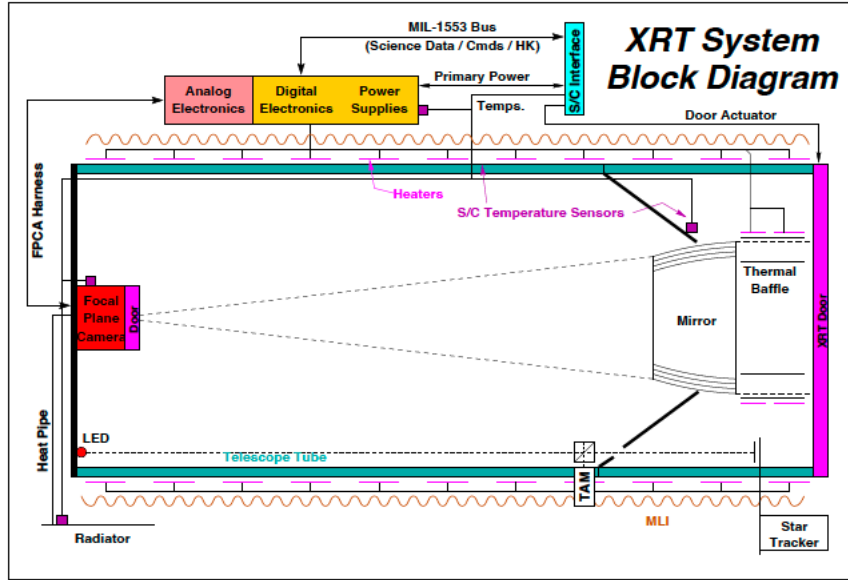 XRT System
Block Diagram
MIL-1553 Bus
(Science Data / Cmds / HK)
S/C Interface
Analog
Electronics
Digital
Electronics
Power
Supplies
Primary Power
Temps.
Door Actuator
FPCA Harness
Heaters
S/C Temperature Sensors
Focal
Plane
Camera
Door
Thermal
Baffle
Mirror
XRT Door
Heat Pipe
LED
Telescope Tube
TAM
MLI
Radiator
Star
Tracker